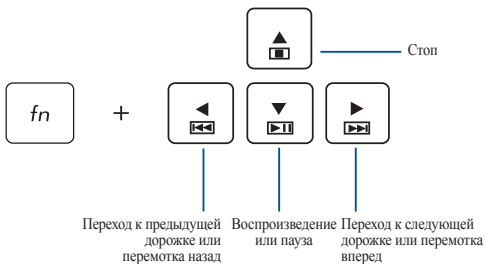 Стоп
fn +
Переход к предыдущей
дорожке или
перемотка назад
Воспроизведение
или пауза
Переход к следующей
дорожке или перемотка
вперед